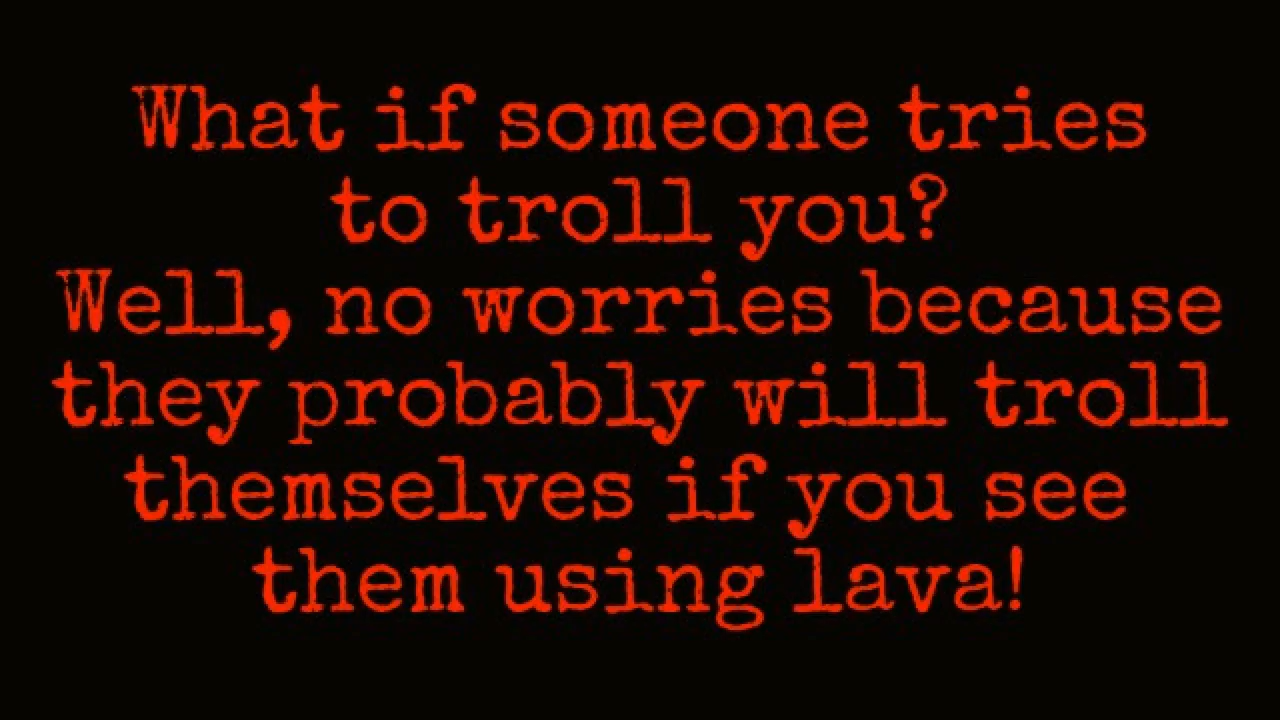 What if someone tries
to troll you?
Well, no worries because
they probably will troll
themselves if you see
them using lava!